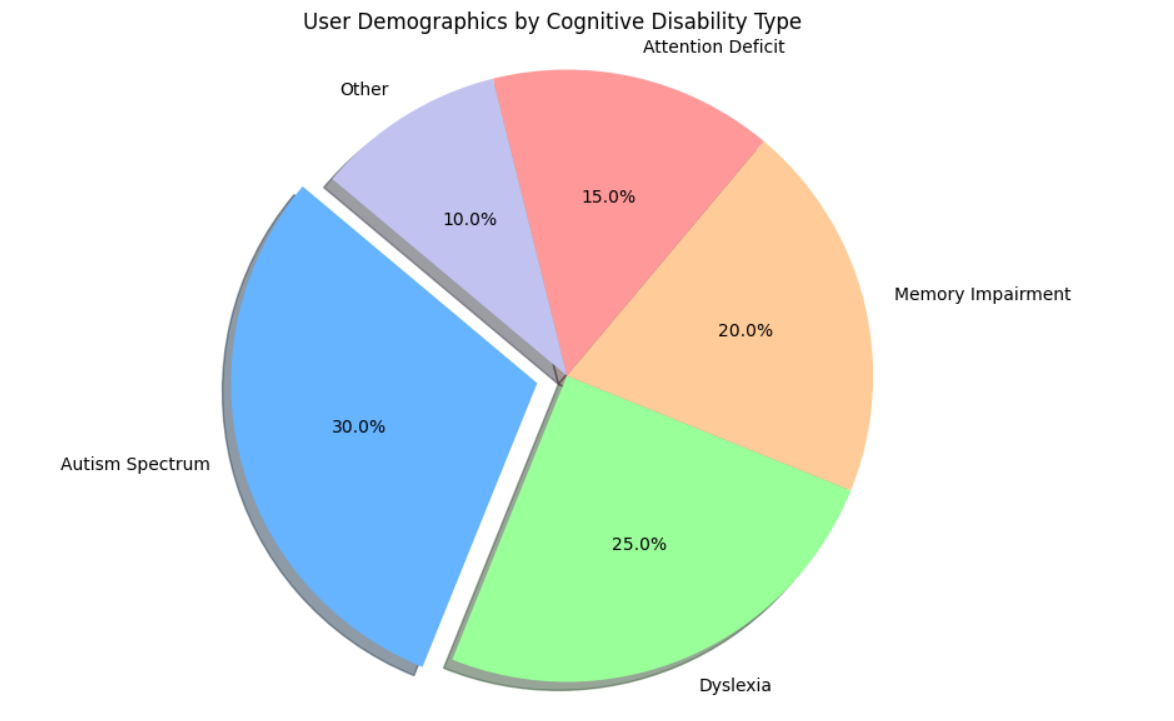 User Demographics by Cognitive Disability Type
Attention Deficit
Other
15.0%
10.0%
Memory Impairment
20.0%
30.0%
Autism Spectrum
25.0%
Dyslexia